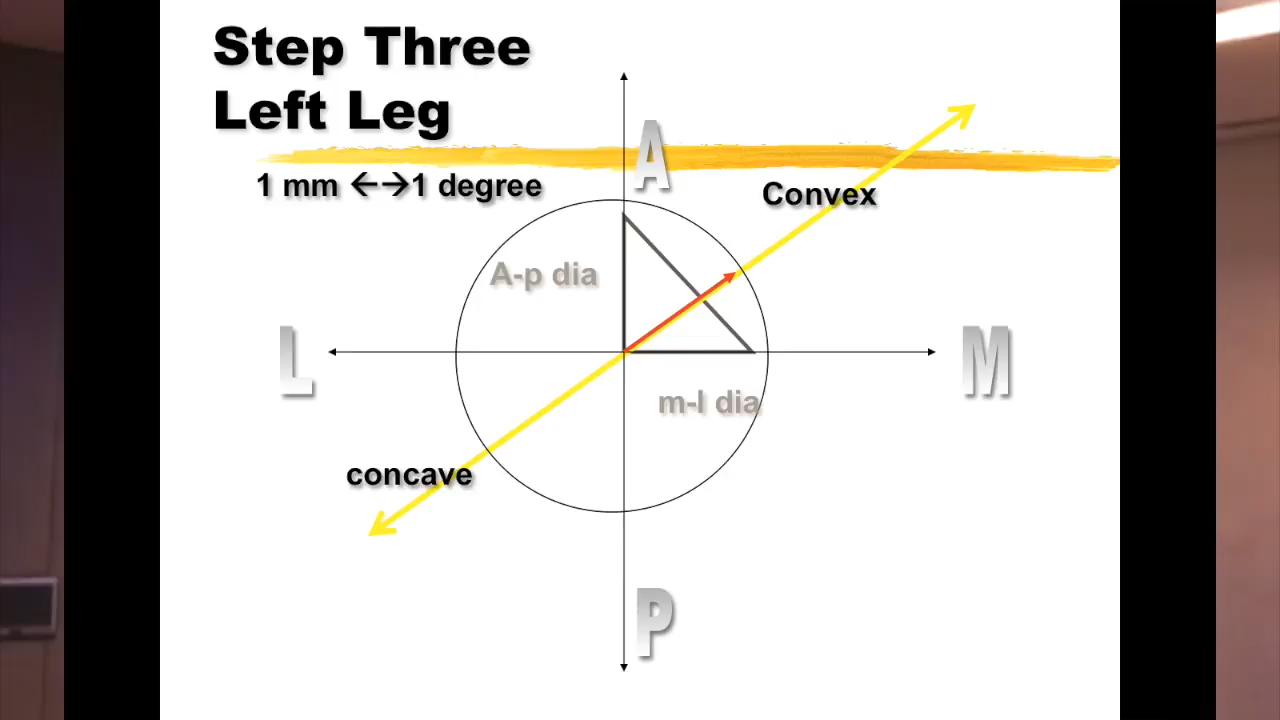 Step Three
Left Leg
A
1 mm ←→1 degree
Convex
A-p dia
L
M
m-l dia
concave
P